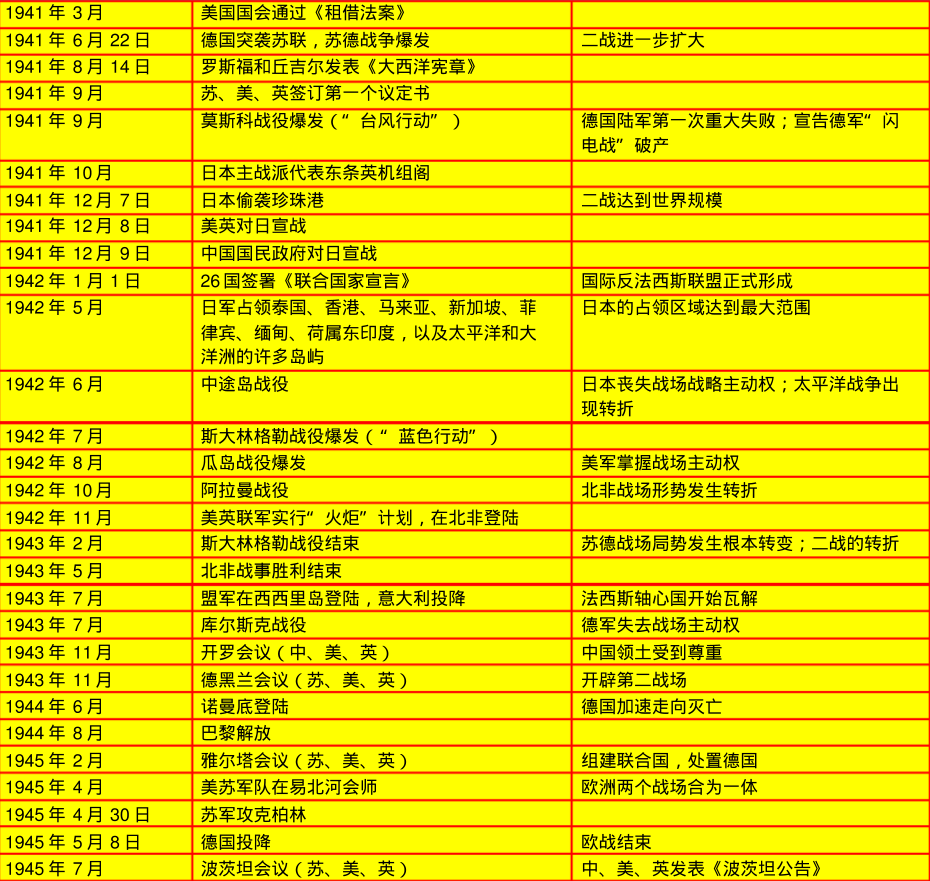 1941 年 3 月 美国国会通过《租借法案》
1941 年 6 月 22 日 德国突袭苏联，苏德战争爆发 二战进一步扩大
1941 年 8 月 14 日 罗斯福和丘吉尔发表《大西洋宪章》
1941 年 9 月 苏、美、英签订第一个议定书
1941 年 9 月 莫斯科战役爆发（“台风行动”） 德国陆军第一次重大失败；宣告德军“闪
电战”破产
1941 年 10 月 日本主战派代表东条英机组阁
1941 年 12 月 7 日 日本偷袭珍珠港 二战达到世界规模
1941 年 12 月 8 日 美英对日宣战
1941 年 12 月 9 日 中国国民政府对日宣战
1942 年 1 月 1 日 26 国签署《联合国家宣言》 国际反法西斯联盟正式形成
1942 年 5 月 日军占领泰国、香港、马来亚、新加坡、菲 日本的占领区域达到最大范围
律宾、缅甸、荷属东印度，以及太平洋和大
洋洲的许多岛屿
1942 年 6 月 中途岛战役 日本丧失战场战略主动权；太平洋战争出
现转折
1942 年 7 月 斯大林格勒战役爆发（“蓝色行动”）
1942 年 8 月 瓜岛战役爆发 美军掌握战场主动权
1942 年 10 月 阿拉曼战役 北非战场形势发生转折
1942 年 11 月 美英联军实行“火炬”计划，在北非登陆
1943 年 2 月 斯大林格勒战役结束 苏德战场局势发生根本转变；二战的转折
1943 年 5 月 北非战事胜利结束
1943 年 7 月 盟军在西西里岛登陆，意大利投降 法西斯轴心国开始瓦解
1943 年 7 月 库尔斯克战役 德军失去战场主动权
1943 年 11 月 开罗会议（中、美、英） 中国领土受到尊重
1943 年 11 月 德黑兰会议（苏、美、英） 开辟第二战场
1944 年 6 月 诺曼底登陆 德国加速走向灭亡
1944 年 8 月 巴黎解放
1945 年 2 月 雅尔塔会议（苏、美、英） 组建联合国，处置德国
1945 年 4 月 美苏军队在易北河会师 欧洲两个战场合为一体
1945 年 4 月 30 日 苏军攻克柏林
1945 年 5 月 8 日 德国投降 欧战结束
1945 年 7 月 波茨坦会议（苏、美、英） 中、美、英发表《波茨坦公告》